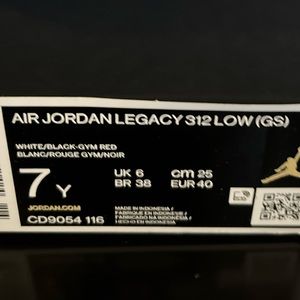 AIR JORDAN LEGACY 312 LOW (GS)
WHITE/BLACK-GYM RED
BLANC/ROUGE GYM/NOIR
7 Y
UK 6 cm 25
BR 38 EUR 40
JORDAN.COM
CD9054 116
MADE IN INDONESIA /
FABRIQUÉ EN INDONÉSIE /
FABRICADO NA INDONÉSIA /
HECHO EN INDONESIA